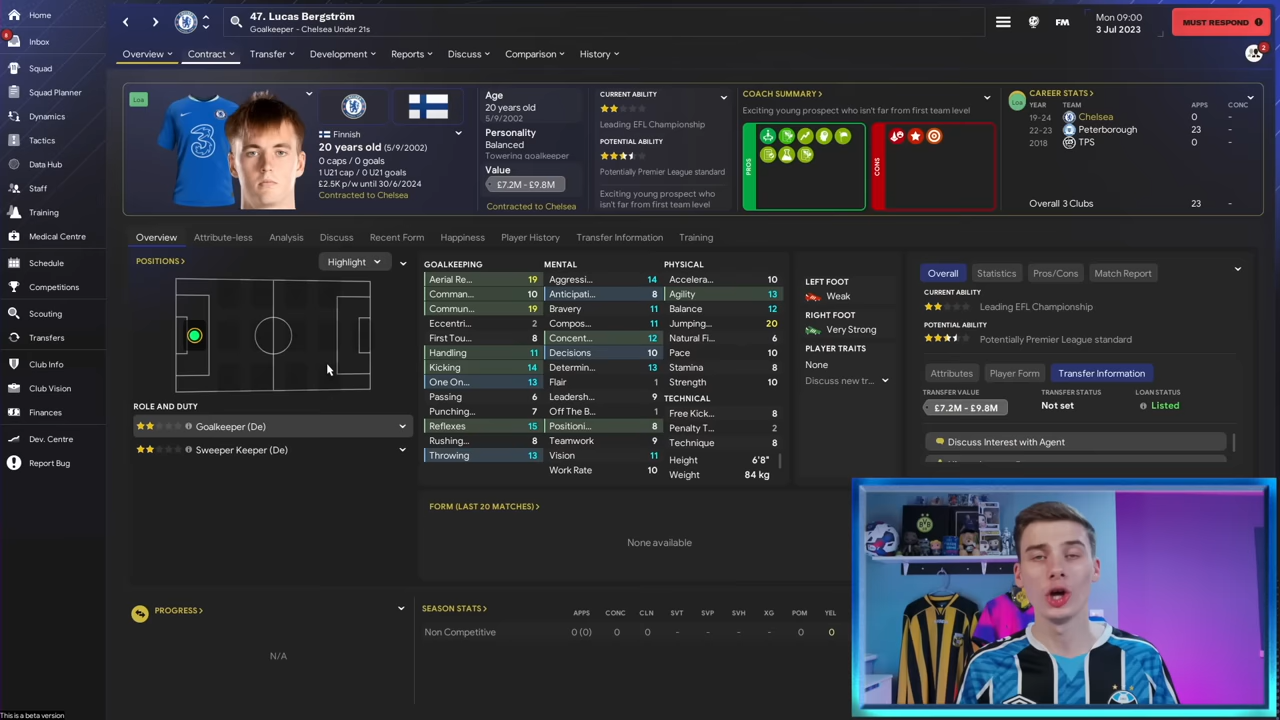 Home
Inbox
Squad
Squad Planner
Dynamics
Tactics
Data Hub
Staff
Training
Medical Centre
Schedule
Competitions
Scouting
Transfers
Club Info
Club Vision
Finances
Dev. Centre
Report Bug
This is a beta version
47. Lucas Bergström
Goalkeeper - Chelsea Under 21s
FM
Mon 09:00
3 Jul 2023
MUST RESPOND
Overview
Contract
Transfer
Development
Reports
Discuss
Comparison
History
2
Loa
3
Finnish
20 years old (5/9/2002)
0 caps / 0 goals
1 U21 cap / 0 U21 goals
£2.5K p/w until 30/6/2024
Contracted to Chelsea
Age
20 years old
5/9/2002
Personality
Balanced
Towering goalkeeper
Value
£7.2M - £9.8M
Contracted to Chelsea
CURRENT ABILITY
Leading EFL Championship
POTENTIAL ABILITY
Potentially Premier League standard
Exciting young prospect who
isn't far from first team level
COACH SUMMARY >
Exciting young prospect who isn't far from first team level
PROS
CONS
Loa
CAREER STATS >
YEAR TEAM APPS CONC
19-24 Chelsea 0 -
22-23 Peterborough 23 -
2018 TPS 0 -
Overall 3 Clubs 23 -
Overview
Attribute-less
Analysis
Discuss
Recent Form
Happiness
Player History
Transfer Information
Training
POSITIONS >
Highlight
ROLE AND DUTY
Goalkeeper (De)
Sweeper Keeper (De)
GOALKEEPING
Aerial Re... 19
Comman... 10
Commun... 19
Eccentri... 2
First Tou... 8
Handling 11
Kicking 14
One On... 13
Passing 6
Punching... 7
Reflexes 15
Rushing... 8
Throwing 13
MENTAL
Aggressi... 14
Anticipati... 8
Bravery 11
Compos... 11
Concent... 12
Decisions 10
Determin... 13
Flair 1
Leadersh... 9
Off The B... 1
Positioni... 8
Teamwork 9
Vision 11
Work Rate 10
PHYSICAL
Accelera... 10
Agility 13
Balance 12
Jumping... 20
Natural Fi... 6
Pace 10
Stamina 8
Strength 10
TECHNICAL
Free Kick... 8
Penalty T... 2
Technique 8
Height 6'8"
Weight 84 kg
LEFT FOOT
Weak
RIGHT FOOT
Very Strong
PLAYER TRAITS
None
Discuss new tr...
Overall
Statistics
Pros/Cons
Match Report
CURRENT ABILITY
Leading EFL Championship
POTENTIAL ABILITY
Potentially Premier League standard
Attributes
Player Form
Transfer Information
TRANSFER VALUE
£7.2M - £9.8M
TRANSFER STATUS
Not set
LOAN STATUS
Listed
Discuss Interest with Agent
FORM (LAST 20 MATCHES) >
None available
PROGRESS >
N/A
SEASON STATS >
APPS CONC CLN SVT SVP SVH XG POM YEL
Non Competitive 0 (0) 0 0 - - - - 0 0
BVB
09